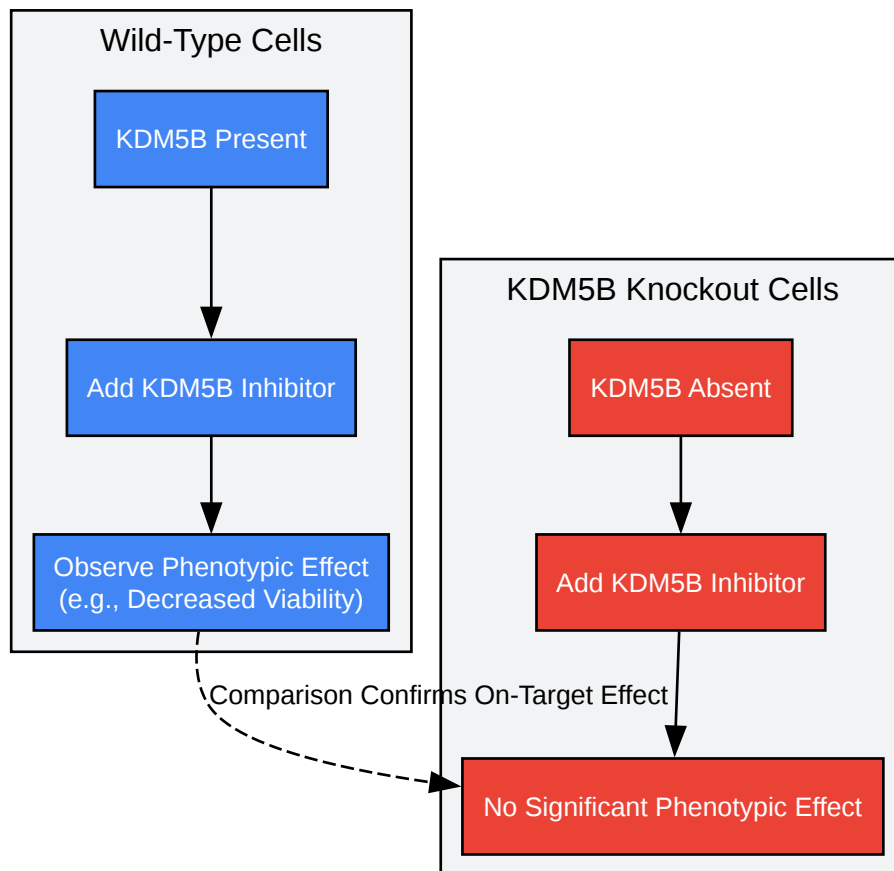 Wild-Type Cells
KDM5B Present
Add KDM5B Inhibitor
Observe Phenotypic Effect
(e.g., Decreased Viability)
KDM5B Knockout Cells
KDM5B Absent
Add KDM5B Inhibitor
Comparison Confirms On-Target Effect
No Significant Phenotypic Effect